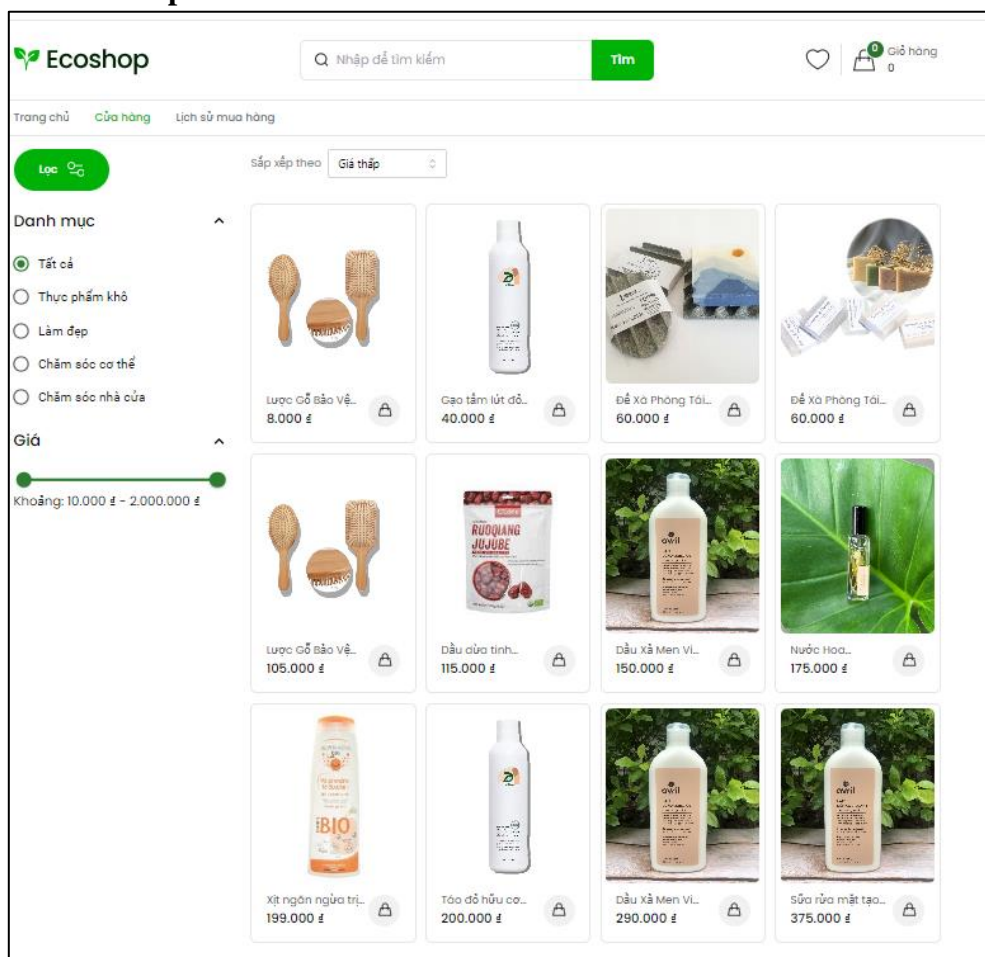 Ecoshop
Nhập để tìm kiếm
Tìm
0
Giỏ hàng
0
Trang chủ Cửa hàng Lịch sử mua hàng
Lọc
Sắp xếp theo Giá thấp
Danh mục
Tất cả
Thực phẩm khô
Làm đẹp
Chăm sóc cơ thể
Chăm sóc nhà cửa
Giá
Khoảng: 10.000 ₫ - 2.000.000 ₫
Lược Gỗ Bảo Vệ...
8.000 ₫
Gạo tấm lứt đỏ...
40.000 ₫
Đế Xà Phòng Tái...
60.000 ₫
Đế Xà Phòng Tái...
60.000 ₫
RUOQIANG
JUJUBE
avril
Lược Gỗ Bảo Vệ...
105.000 ₫
Dầu dừa tinh...
115.000 ₫
Dầu Xả Men Vi...
150.000 ₫
Nước Hoa...
175.000 ₫
BIO
avril
avril
Xịt ngăn ngừa trị...
199.000 ₫
Táo đỏ hữu cơ...
200.000 ₫
Dầu Xả Men Vi...
290.000 ₫
Sữa rửa mặt tạo...
375.000 ₫